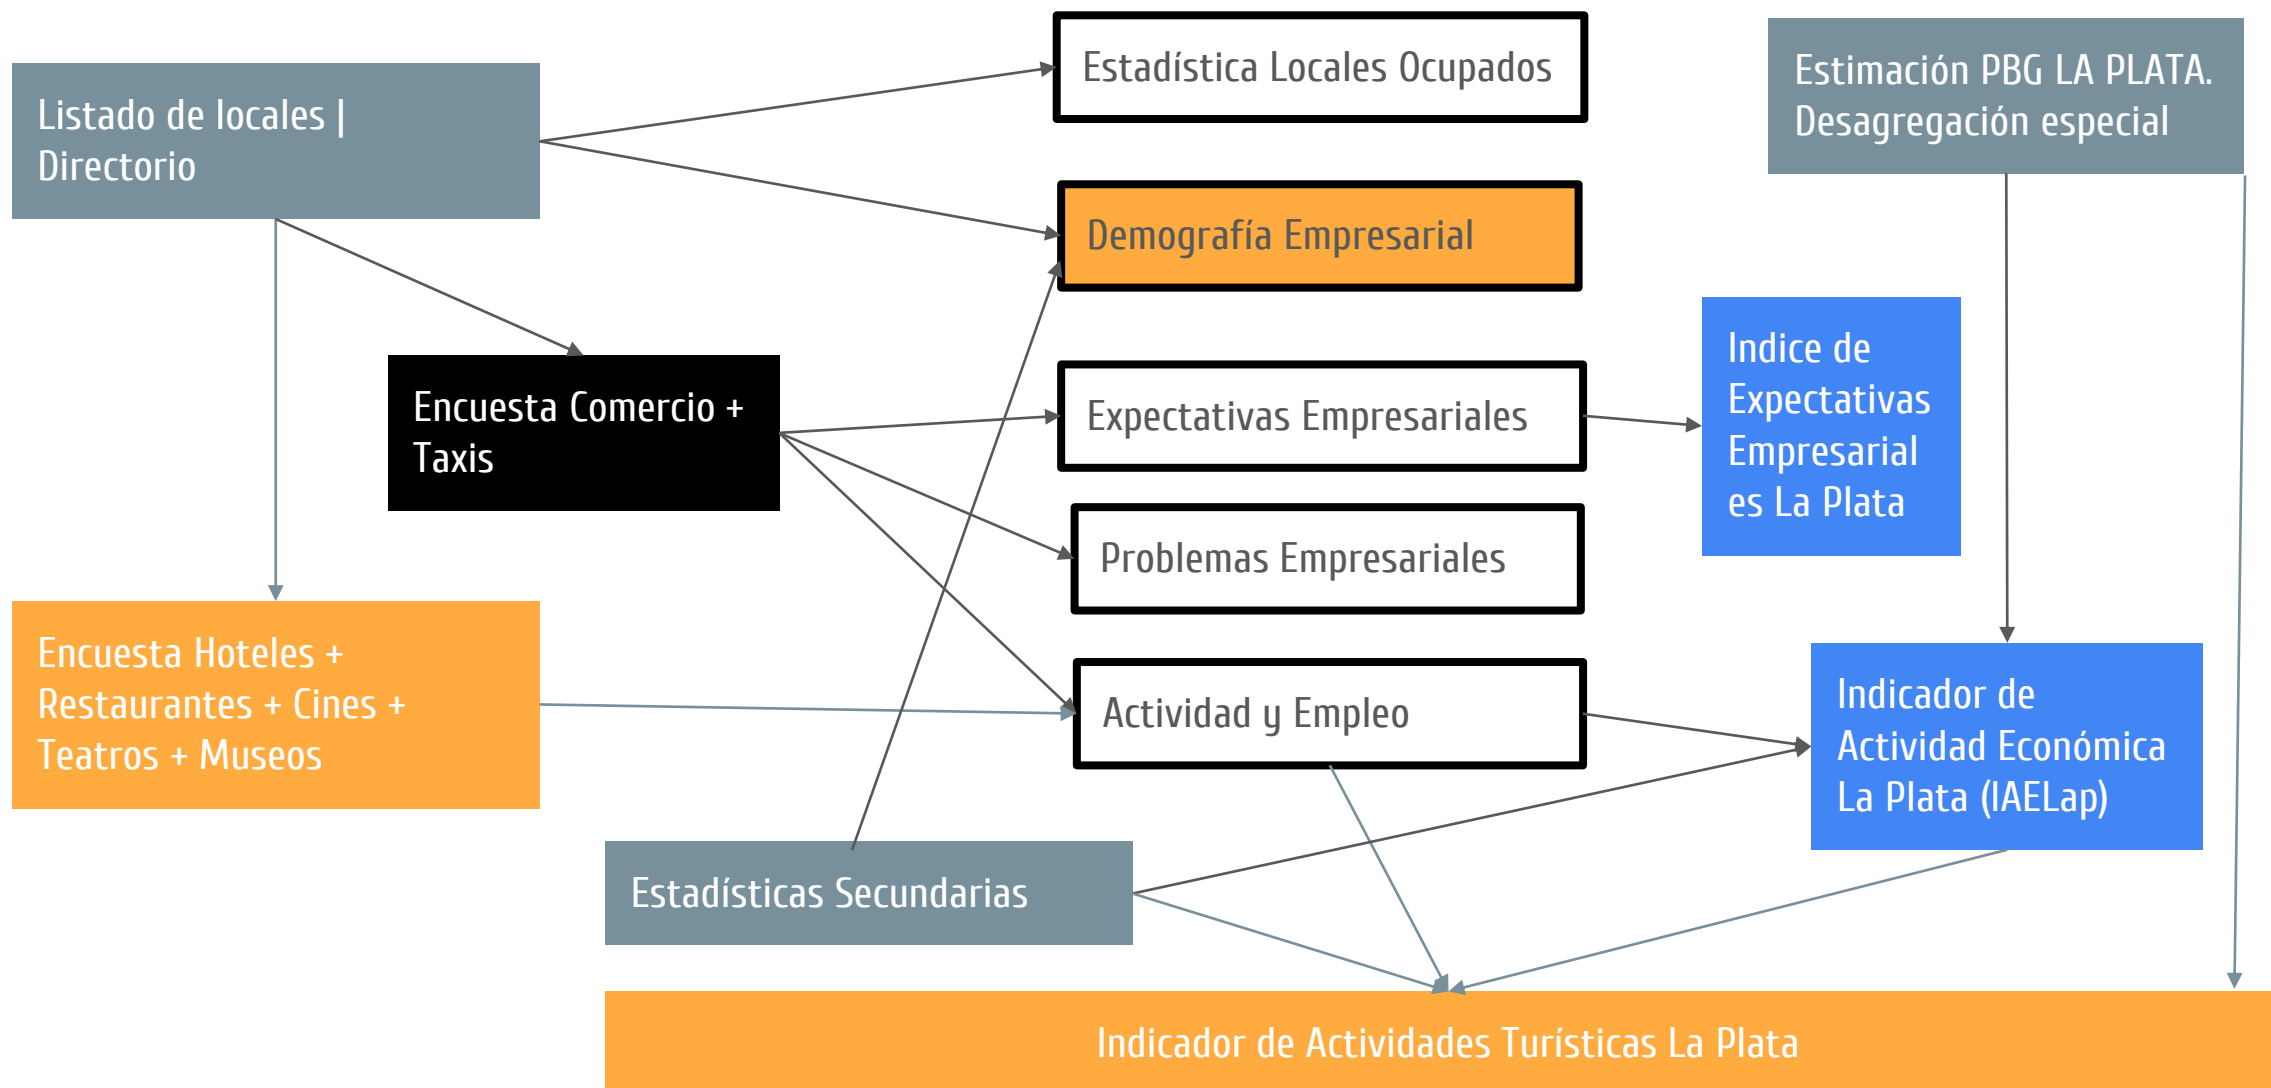 Listado de locales |
Directorio
Estadística Locales Ocupados
Estimación PBG LA PLATA.
Desagregación especial
Demografía Empresarial
Encuesta Comercio +
Taxis
Expectativas Empresariales
Indice de
Expectativas
Empresarial
es La Plata
Problemas Empresariales
Encuesta Hoteles +
Restaurantes + Cines +
Teatros + Museos
Actividad y Empleo
Indicador de
Actividad Económica
La Plata (IAELap)
Estadísticas Secundarias
Indicador de Actividades Turísticas La Plata